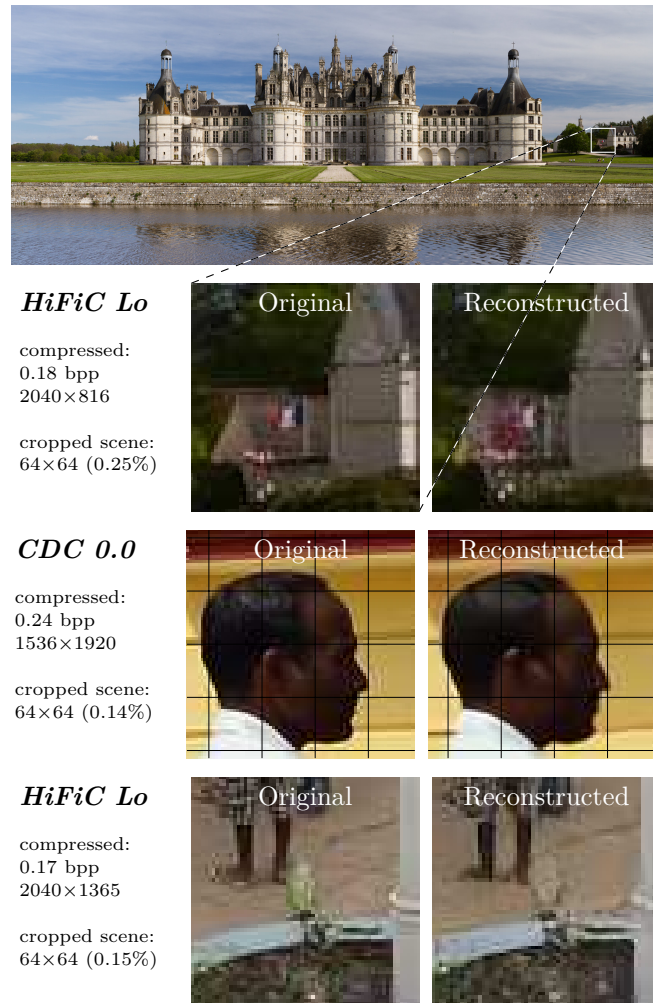 HiFiC Lo
Original
Reconstructed
compressed:
0.18 bpp
2040×816
cropped scene:
64×64 (0.25%)
CDC 0.0
Original
Reconstructed
compressed:
0.24 bpp
1536×1920
cropped scene:
64×64 (0.14%)
HiFiC Lo
Original
Reconstructed
compressed:
0.17 bpp
2040×1365
cropped scene:
64×64 (0.15%)